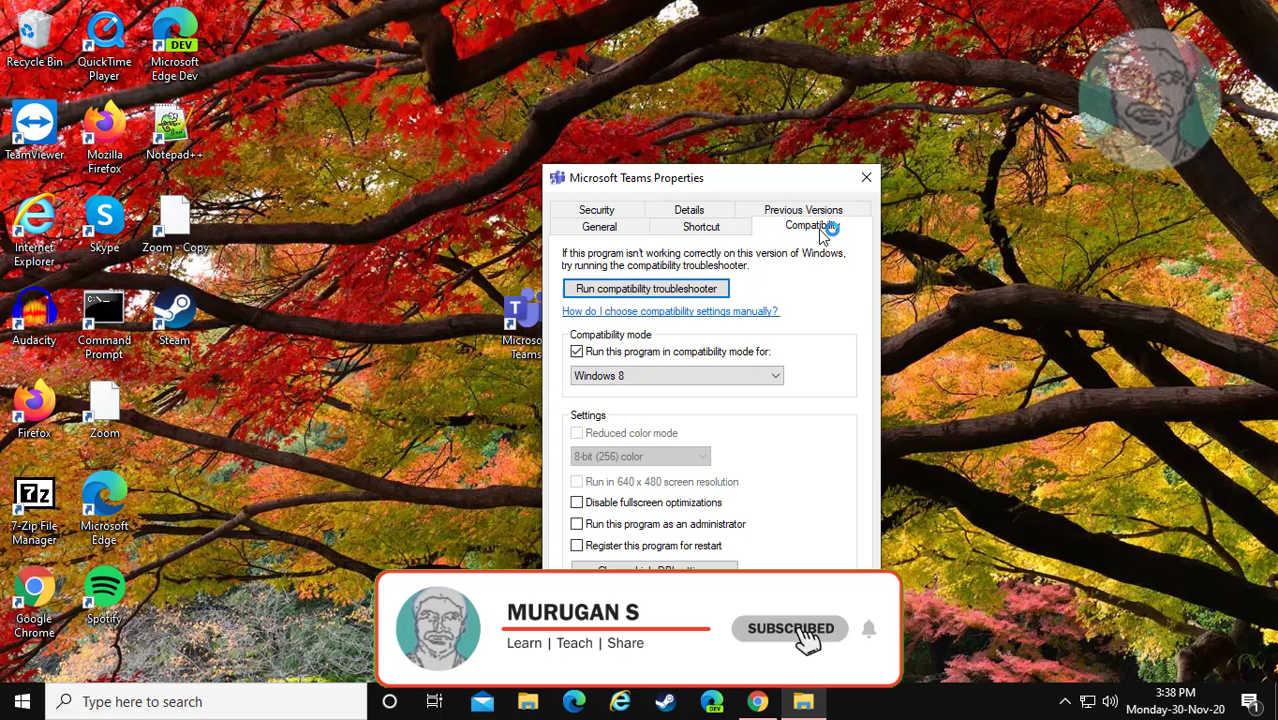 Recycle Bin
QuickTime
Player
Microsoft
Edge Dev
DEV
TeamViewer
Mozilla
Firefox
Notepad++
Internet
Explorer
Skype
Zoom - Copy
Audacity
Command
Prompt
Steam
Firefox
Zoom
7-Zip File
Manager
Microsoft
Edge
Google
Chrome
Spotify
Microsoft Teams Properties
Security
Details
Previous Versions
General
Shortcut
Compatibility
If this program isn't working correctly on this version of Windows,
try running the compatibility troubleshooter.
Run compatibility troubleshooter
How do I choose compatibility settings manually?
Compatibility mode
Run this program in compatibility mode for:
Windows 8
Settings
Reduced color mode
8-bit (256) color
Run in 640 x 480 screen resolution
Disable fullscreen optimizations
Run this program as an administrator
Register this program for restart
MURUGAN S
Learn | Teach | Share
SUBSCRIBED
Type here to search
DEV
3:38 PM
Monday-30-Nov-20
1